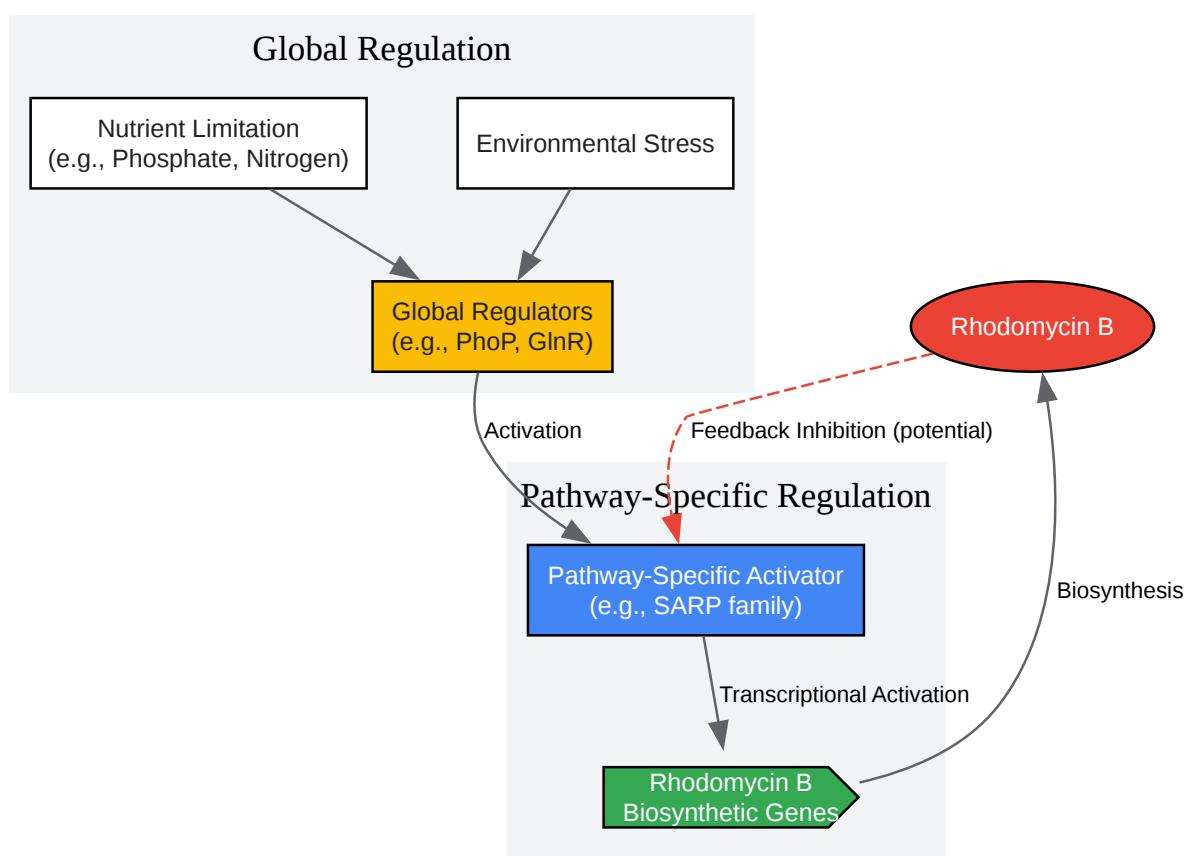 Global Regulation
Nutrient Limitation
(e.g., Phosphate, Nitrogen)
Environmental Stress
Global Regulators
(e.g., PhoP, GlnR)
Rhodomycin B
Activation
Feedback Inhibition (potential)
Pathway-Specific Regulation
Pathway-Specific Activator
(e.g., SARP family)
Biosynthesis
Transcriptional Activation
Rhodomycin B
Biosynthetic Genes